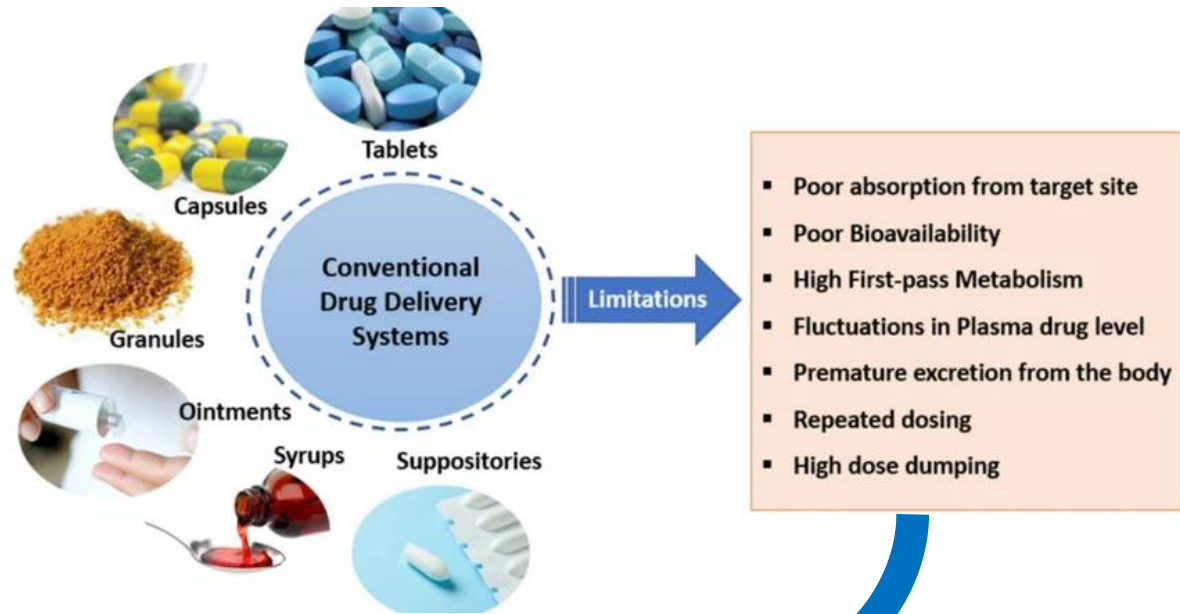 Tablets
Capsules
Granules
Ointments
Syrups
Suppositories
Conventional
Drug Delivery
Systems
Limitations
▪ Poor absorption from target site
▪ Poor Bioavailability
▪ High First-pass Metabolism
▪ Fluctuations in Plasma drug level
▪ Premature excretion from the body
▪ Repeated dosing
▪ High dose dumping